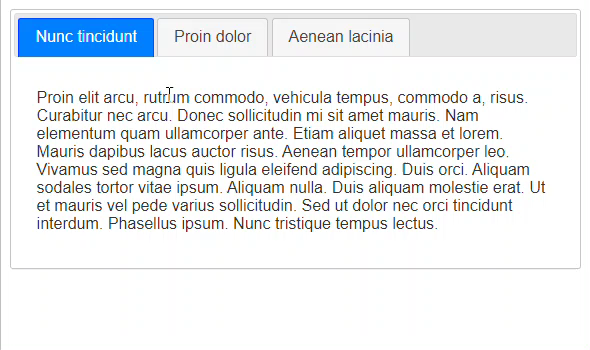 Nunc tincidunt Proin dolor Aenean lacinia
Proin elit arcu, rutrum commodo, vehicula tempus, commodo a, risus.
Curabitur nec arcu. Donec sollicitudin mi sit amet mauris. Nam
elementum quam ullamcorper ante. Etiam aliquet massa et lorem.
Mauris dapibus lacus auctor risus. Aenean tempor ullamcorper leo.
Vivamus sed magna quis ligula eleifend adipiscing. Duis orci. Aliquam
sodales tortor vitae ipsum. Aliquam nulla. Duis aliquam molestie erat. Ut
et mauris vel pede varius sollicitudin. Sed ut dolor nec orci tincidunt
interdum. Phasellus ipsum. Nunc tristique tempus lectus.